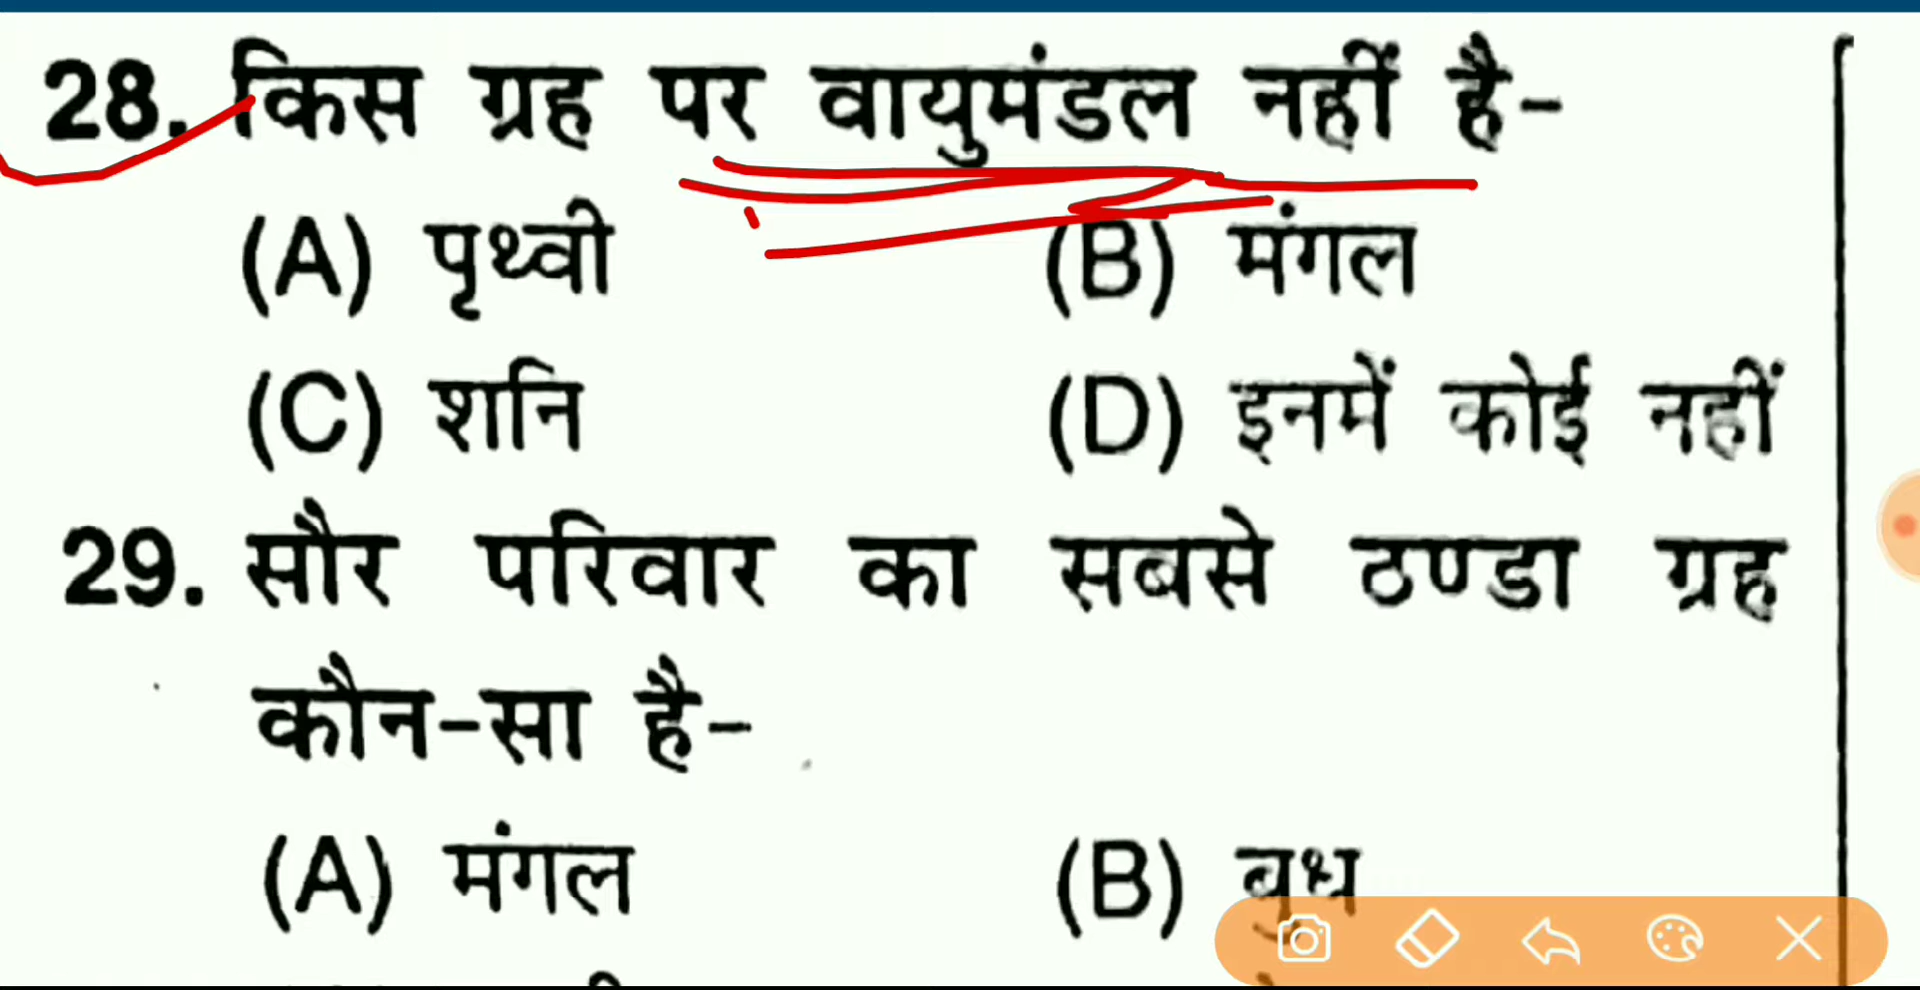 28. किस ग्रह पर वायुमंडल नहीं है-
(A) पृथ्वी (B) मंगल
(C) शनि (D) इनमें कोई नहीं
29. सौर परिवार का सबसे ठण्डा ग्रह
कौन-सा है-
(A) मंगल (B) बुध